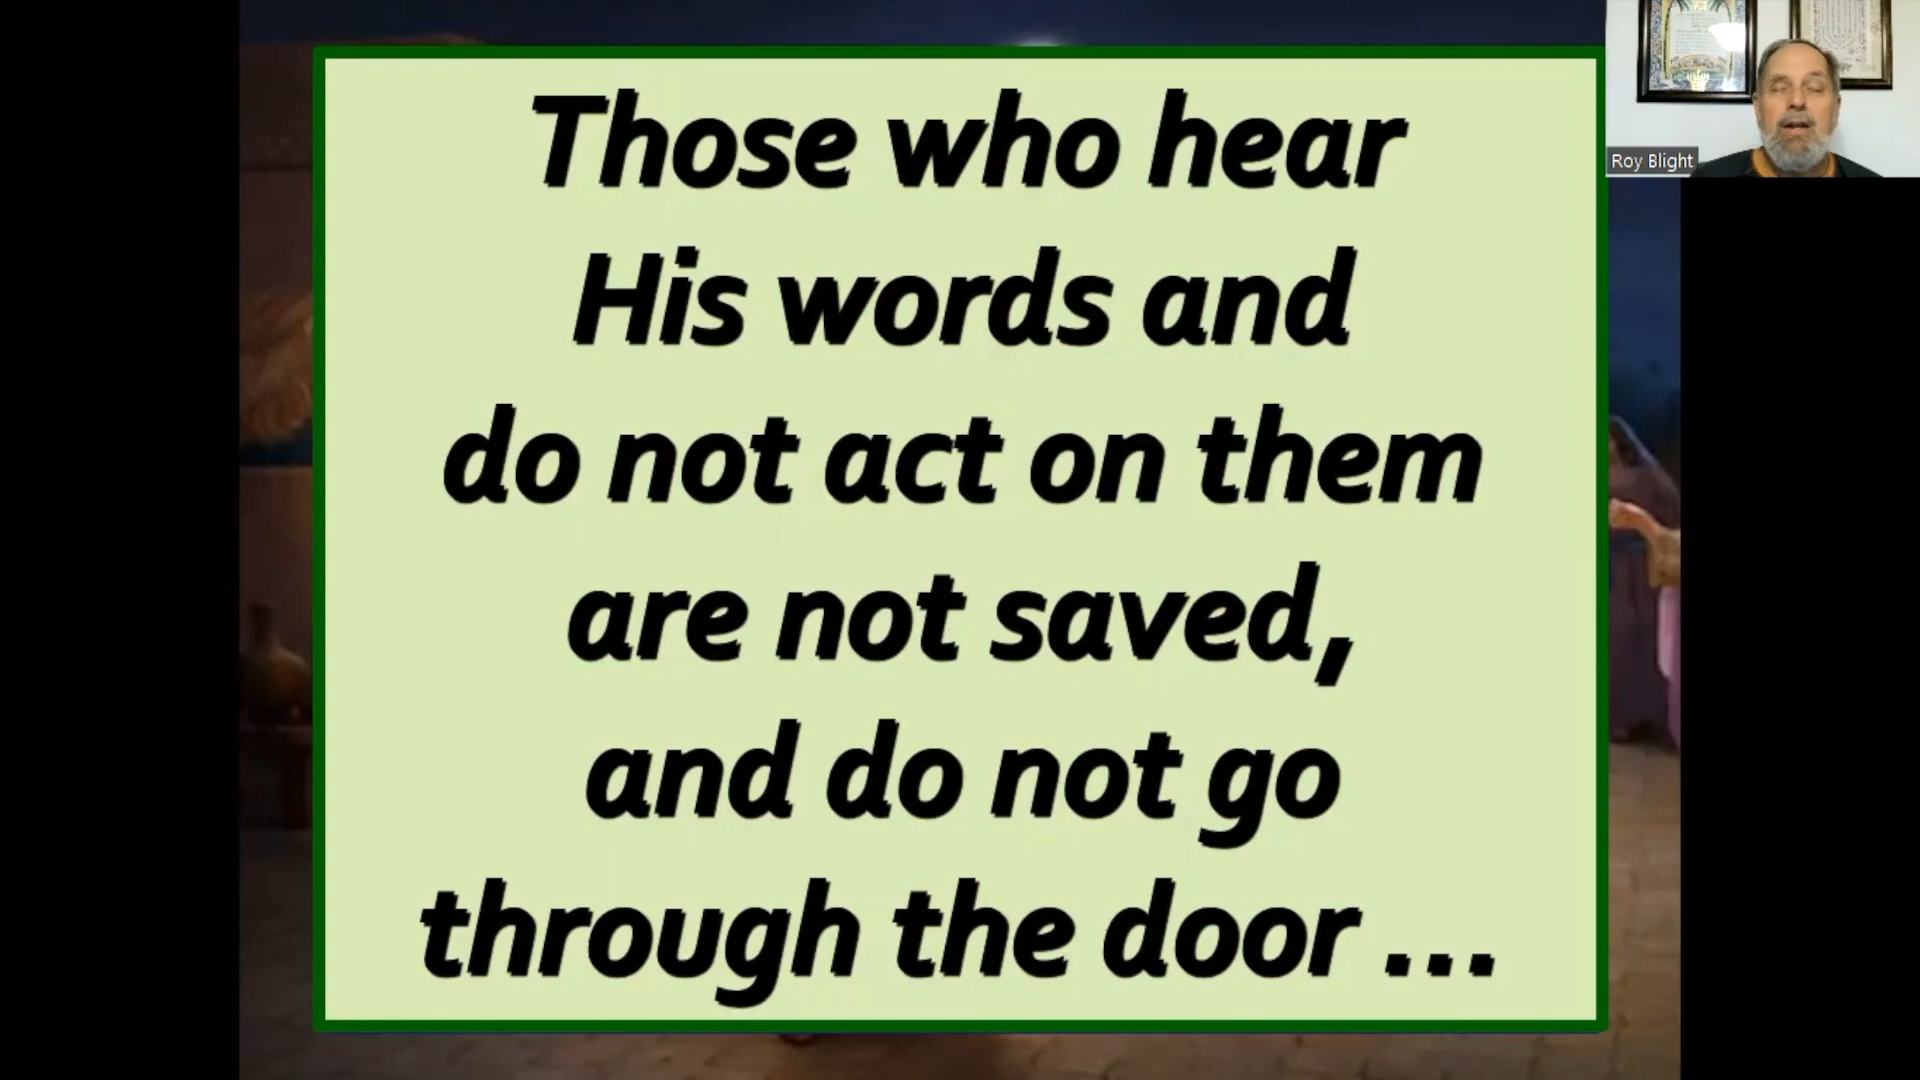 Those who hear
His words and
do not act on them
are not saved,
and do not go
through the door ...
Roy Blight